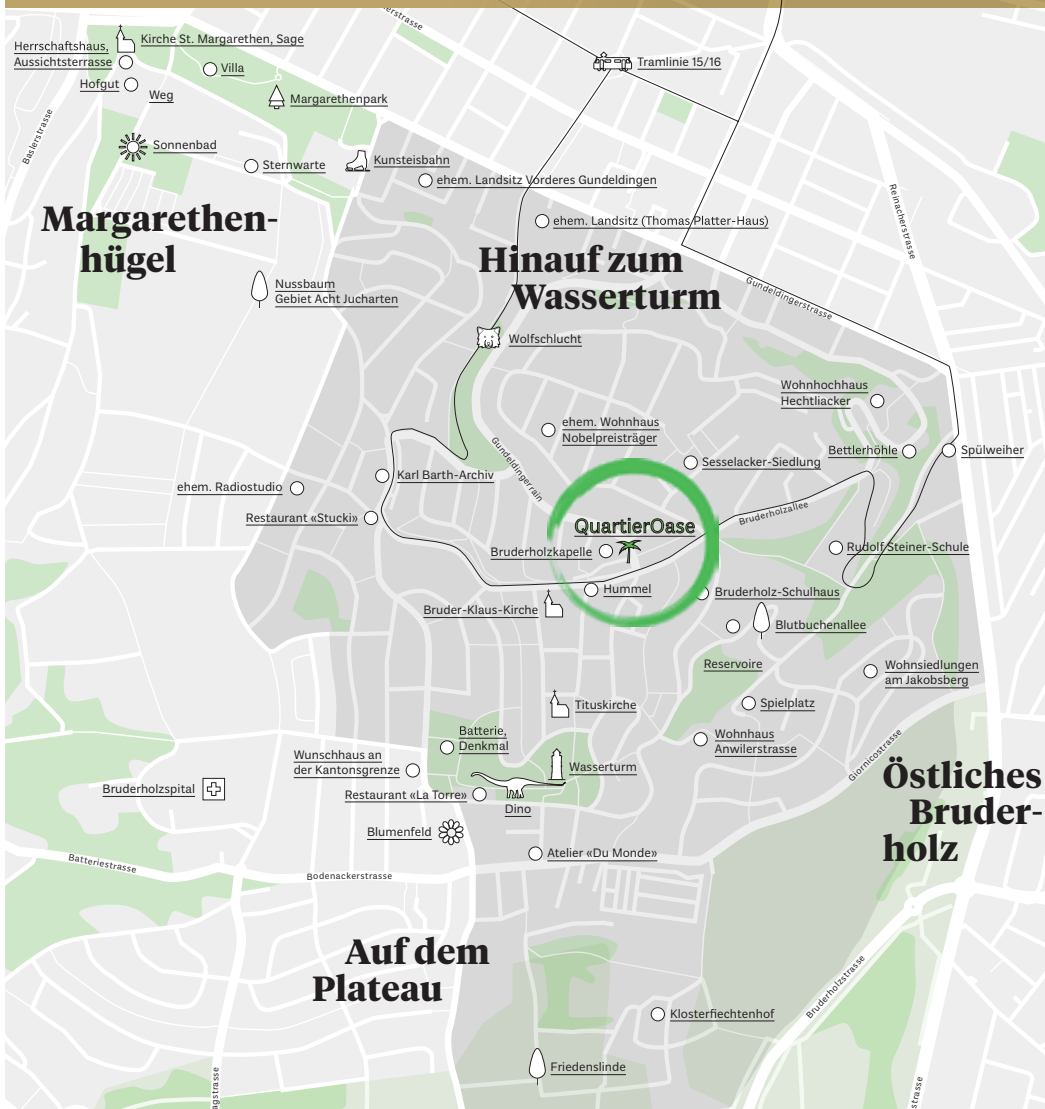 Kirche St. Margarethen, Sage
Herrschaftshaus,
Aussichtsterrasse
Villa
Hofgut
Weg
Margarethenpark
Tramlinie 15/16
Baslerstrasse
Sonnenbad
Sternwarte
Kunsteisbahn
ehem. Landsitz Vorderes Gundeldingen
ehem. Landsitz (Thomas Platter-Haus)
Reinacherstrasse
Margarethen-
hügel
Hinauf zum
Wasserturm
Nussbaum
Gebiet Acht Jucharten
Gundeldingerstrasse
Wolfschlucht
Wohnhochhaus
Hechtliacker
ehem. Wohnhaus
Nobelpreisträger
Gundeldingerrain
Sesselacker-Siedlung
Bettlerhöhle
Spülweiher
Karl Barth-Archiv
ehem. Radiostudio
Restaurant «Stucki»
Bruderholzallee
QuartierOase
Bruderholzkapelle
Rudolf Steiner-Schule
Hummel
Bruderholz-Schulhaus
Bruder-Klaus-Kirche
Blutbuchenallee
Reservoire
Wohnsiedlungen
am Jakobsberg
Tituskirche
Spielplatz
Batterie,
Denkmal
Wohnhaus
Anwilerstrasse
Giornicostrasse
Wunschhaus an
der Kantonsgrenze
Wasserturm
Bruderholzspital
Restaurant «La Torre»
Dino
Östliches
Bruder-
holz
Blumenfeld
Atelier «Du Monde»
Batteriestrasse
Bodenackerstrasse
Auf dem
Plateau
Bruderholzstrasse
Klosterfiechtenhof
Friedenslinde